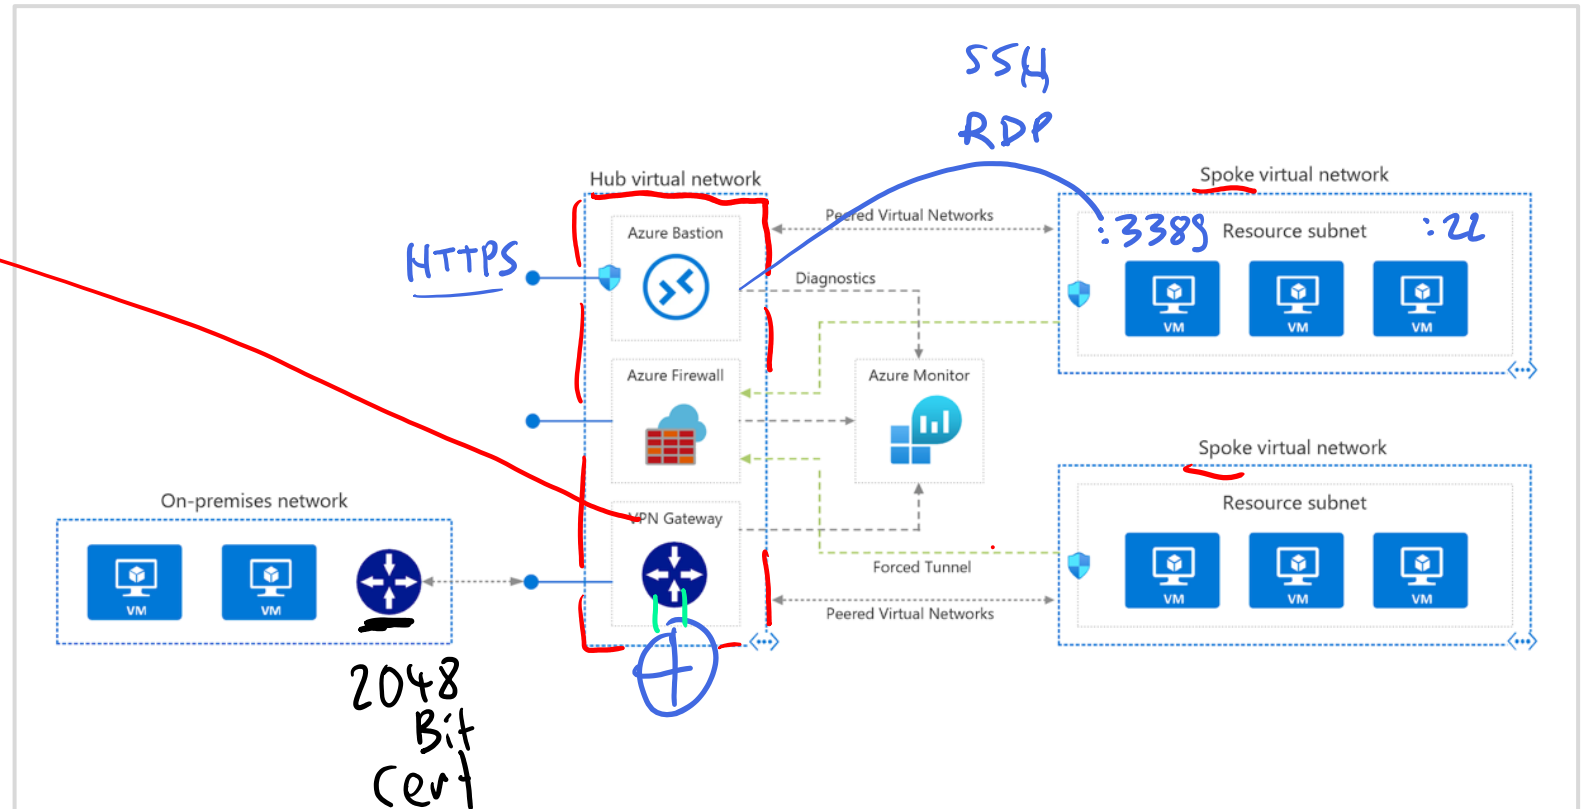 SSH
RDP
Hub virtual network
Spoke virtual network
Peered Virtual Networks
Azure Bastion
:3389
Resource subnet
:22
HTTPS
Diagnostics
VM
VM
VM
Azure Firewall
Azure Monitor
Spoke virtual network
On-premises network
Resource subnet
VPN Gateway
Forced Tunnel
VM
VM
VM
VM
VM
Peered Virtual Networks
2048
Bit
Cert